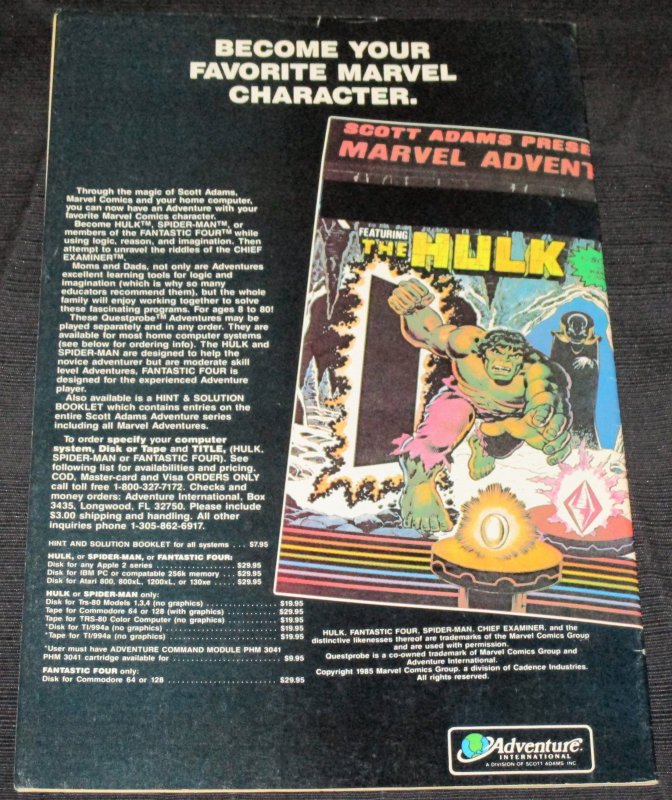 BECOME YOUR
FAVORITE MARVEL
CHARACTER.
SCOTT ADAMS PRESE
MARVEL ADVENT
FEATURING
THE HULK
Through the magic of Scott Adams,
Marvel Comics and your home computer,
you can now have an Adventure with your
favorite Marvel Comics character.
Become HULK™, SPIDER-MAN™, or
members of the FANTASTIC FOUR™ while
using logic, reason, and imagination. Then
attempt to unravel the riddles of the CHIEF
EXAMINER™.
Moms and Dads, not only are Adventures
excellent learning tools for logic and
imagination (which is why so many
educators recommend them), but the whole
family will enjoy working together to solve
these fascinating programs. For ages 8 to 80!
These Questprobe™ Adventures may be
played separately and in any order. They are
available for most home computer systems
(see below for ordering info). The HULK and
SPIDER-MAN are designed to help the
novice adventurer but are moderate skill
level Adventures, FANTASTIC FOUR is
designed for the experienced Adventure
player.
Also available is a HINT & SOLUTION
BOOKLET which contains entries on the
entire Scott Adams Adventure series
including all Marvel Adventures.
To order specify your computer
system, Disk or Tape and TITLE, (HULK,
SPIDER-MAN or FANTASTIC FOUR). See
following list for availabilities and pricing.
COD, Master-card and Visa ORDERS ONLY
call toll free 1-800-327-7172. Checks and
money orders: Adventure International, Box
3435, Longwood, FL 32750. Please include
$3.00 shipping and handling. All other
inquiries phone 1-305-862-6917.
HINT AND SOLUTION BOOKLET for all systems . . . $7.95
HULK, or SPIDER-MAN, or FANTASTIC FOUR:
Disk for any Apple 2 series . . . $29.95
Disk for IBM PC or compatable 256k memory . . . $29.95
Disk for Atari 800, 800xL, 1200xL, or 130xe . . . $29.95
HULK or SPIDER-MAN only:
Disk for Trs-80 Models 1,3,4 (no graphics) . . . $19.95
Tape for Commodore 64 or 128 (with graphics) . . . $29.95
Tape for TRS-80 Color Computer (no graphics) . . . $19.95
*Disk for TI/994a (no graphics) . . . $19.95
*Tape for TI/994a (no graphics) . . . $19.95
*User must have ADVENTURE COMMAND MODULE PHM 3041
PHM 3041 cartridge available for . . . $9.95
FANTASTIC FOUR only:
Disk for Commodore 64 or 128 . . . $29.95
HULK, FANTASTIC FOUR, SPIDER-MAN, CHIEF EXAMINER, and the
distinctive likenesses thereof are trademarks of the Marvel Comics Group
and are used with permission.
Questprobe is a co-owned trademark of Marvel Comics Group and
Adventure International.
Copyright 1985 Marvel Comics Group, a division of Cadence Industries.
All rights reserved.
Adventure
INTERNATIONAL
A DIVISION OF SCOTT ADAMS INC